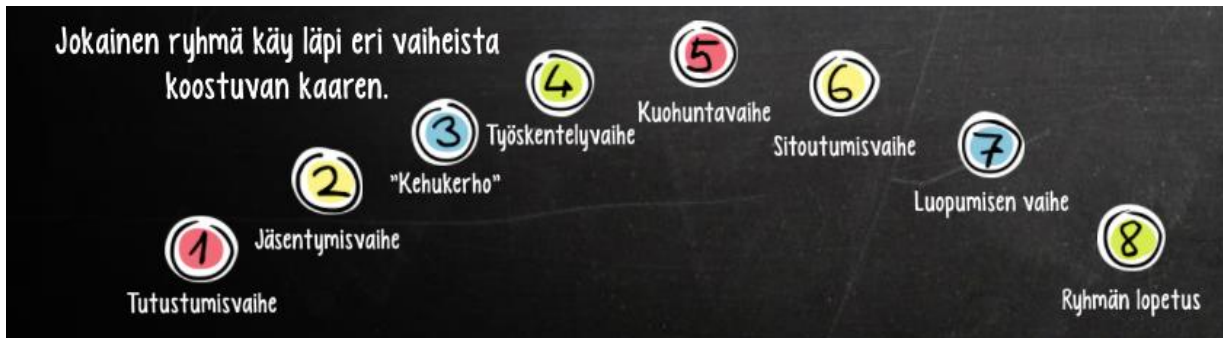 Jokainen ryhmä käy läpi eri vaiheista
koostuvan kaaren.
1
Tutustumisvaihe
2
Jäsentymisvaihe
3
"Kehukerho"
4
Työskentelyvaihe
5
Kuohuntavaihe
6
Sitoutumisvaihe
7
Luopumisen vaihe
8
Ryhmän lopetus